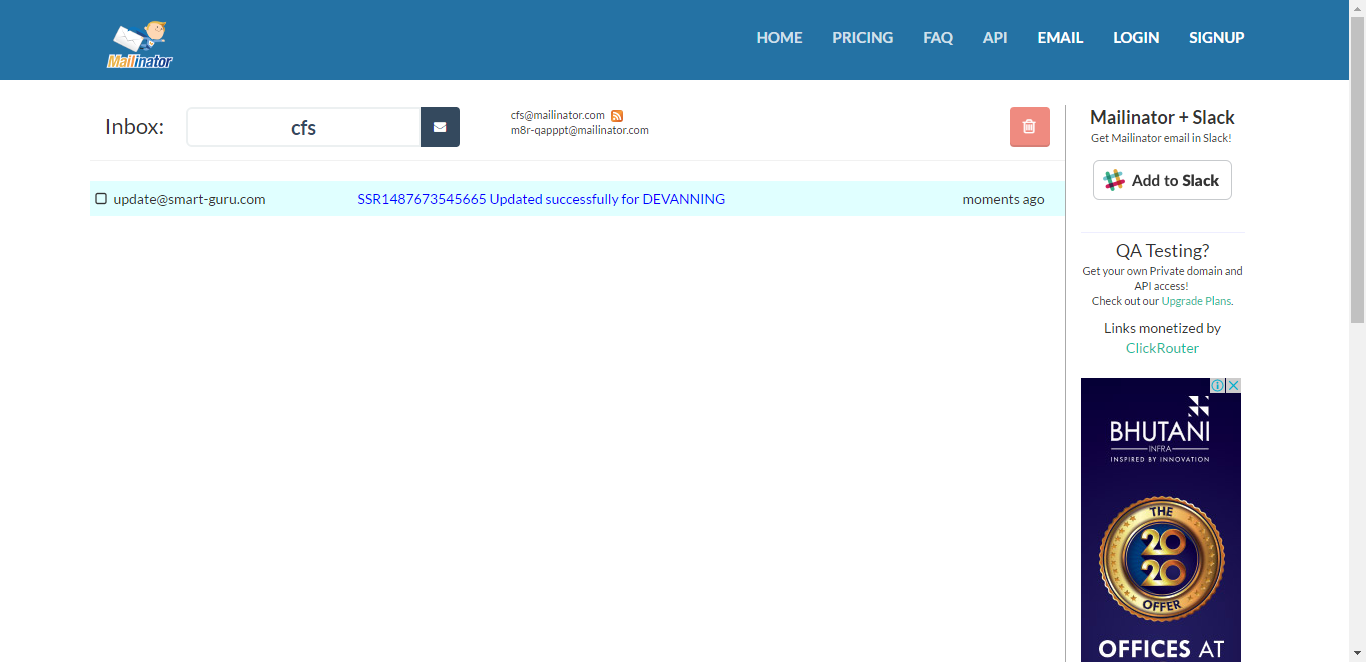 Mailinator
HOME PRICING FAQ API EMAIL LOGIN SIGNUP
Inbox: cfs
cfs@mailinator.com
m8r-qapppt@mailinator.com
update@smart-guru.com SSR1487673545665 Updated successfully for DEVANNING moments ago
Mailinator + Slack
Get Mailinator email in Slack!
Add to Slack
QA Testing?
Get your own Private domain and
API access!
Check out our Upgrade Plans.
Links monetized by
ClickRouter
BHUTANI
INFRA
INSPIRED BY INNOVATION
THE
20
20
OFFER
OFFICES AT